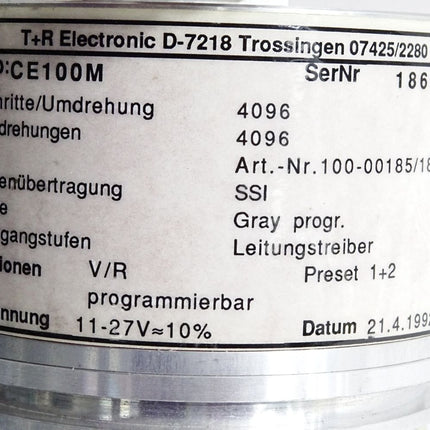 T+R Electronic D-7218 Trossingen 07425/2280
:CE100M SerNr 186
ritte/Umdrehung 4096
drehungen 4096
Art.-Nr.100-00185/18
enübertragung SSI
e Gray progr.
gangstufen Leitungstreiber
ionen V/R Preset 1+2
programmierbar
nnung 11-27V≈10% Datum 21.4.1992